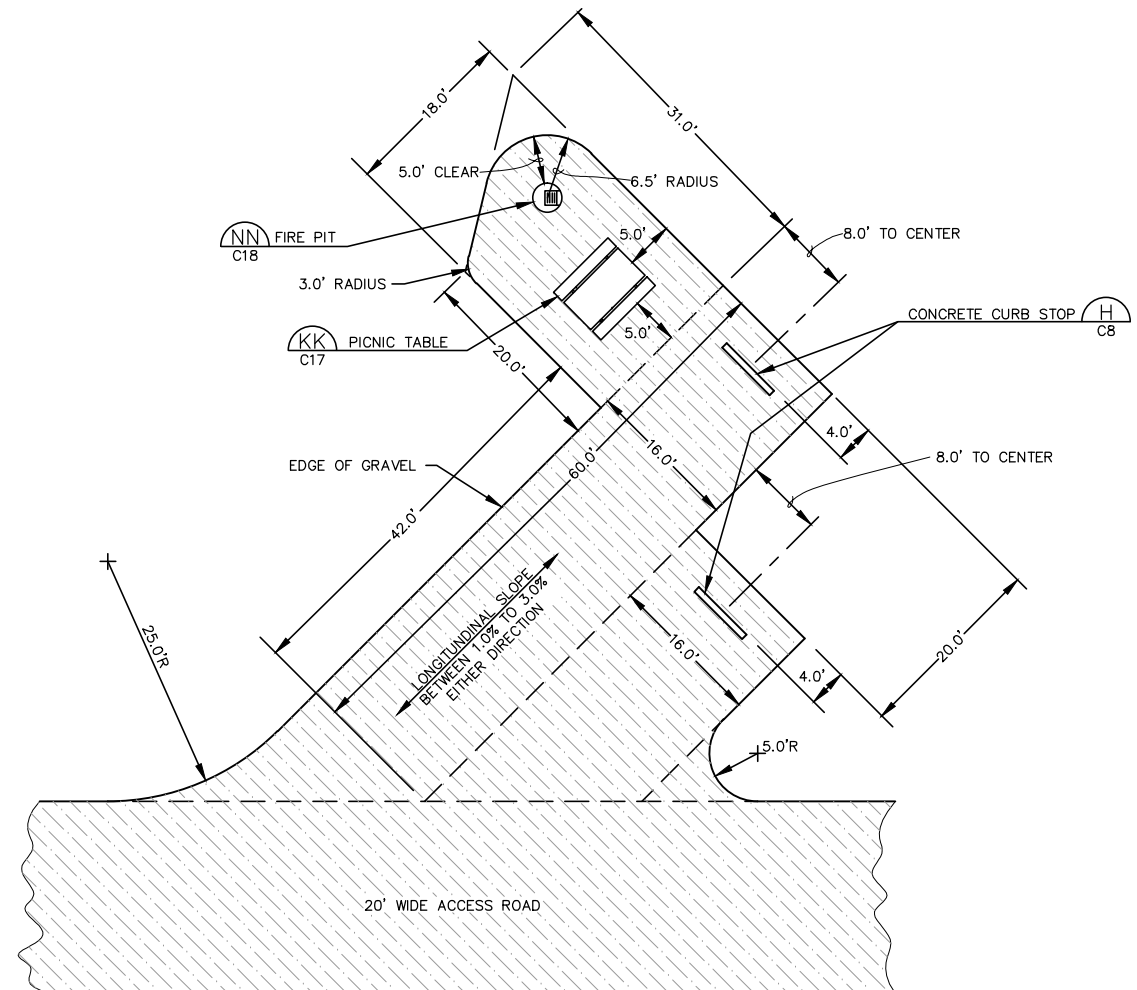 18.0'
31.0'
5.0' CLEAR
6.5' RADIUS
NN FIRE PIT
C18
5.0'
8.0' TO CENTER
3.0' RADIUS
CONCRETE CURB STOP H
C8
KK PICNIC TABLE
C17
5.0'
20.0'
4.0'
16.0'
60.0'
8.0' TO CENTER
EDGE OF GRAVEL
42.0'
LONGITUNDINAL SLOPE
BETWEEN 1.0% TO 3.0%
EITHER DIRECTION
16.0'
20.0'
4.0'
25.0'R
5.0'R
20' WIDE ACCESS ROAD